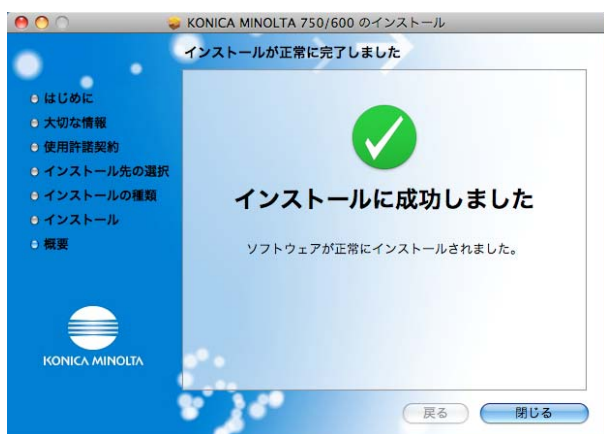 KONICA MINOLTA 750/600 のインストール
インストールが正常に完了しました
はじめに
大切な情報
使用許諾契約
インストール先の選択
インストールの種類
インストール
概要
インストールに成功しました
ソフトウェアが正常にインストールされました。
KONICA MINOLTA
戻る
閉じる